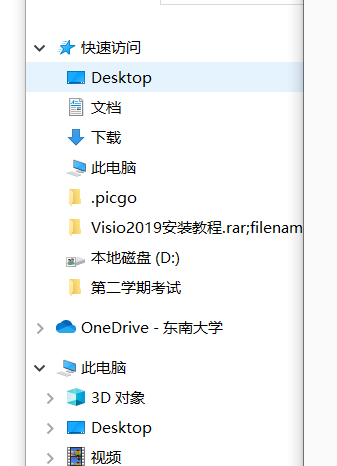 快速访问
Desktop
文档
下载
此电脑
.picgo
Visio2019安装教程.rar;filenam
本地磁盘 (D:)
第二学期考试
OneDrive - 东南大学
此电脑
3D 对象
Desktop
视频